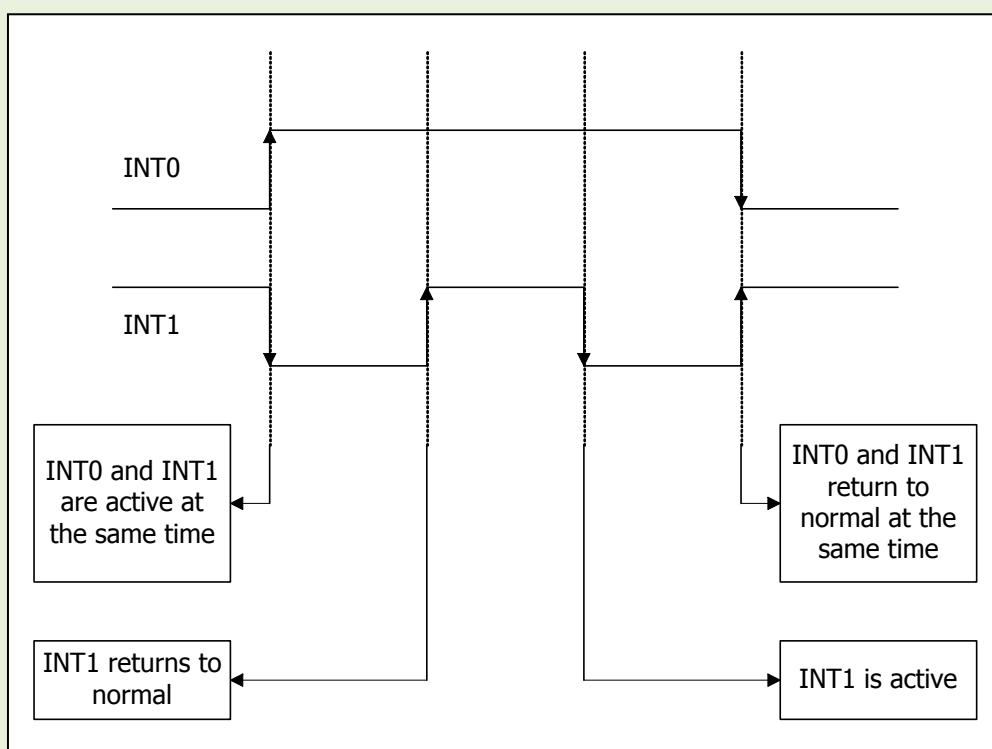 INT0
INT1
INT0 and INT1
are active at
the same time
INT0 and INT1
return to
normal at the
same time
INT1 returns to
normal
INT1 is active